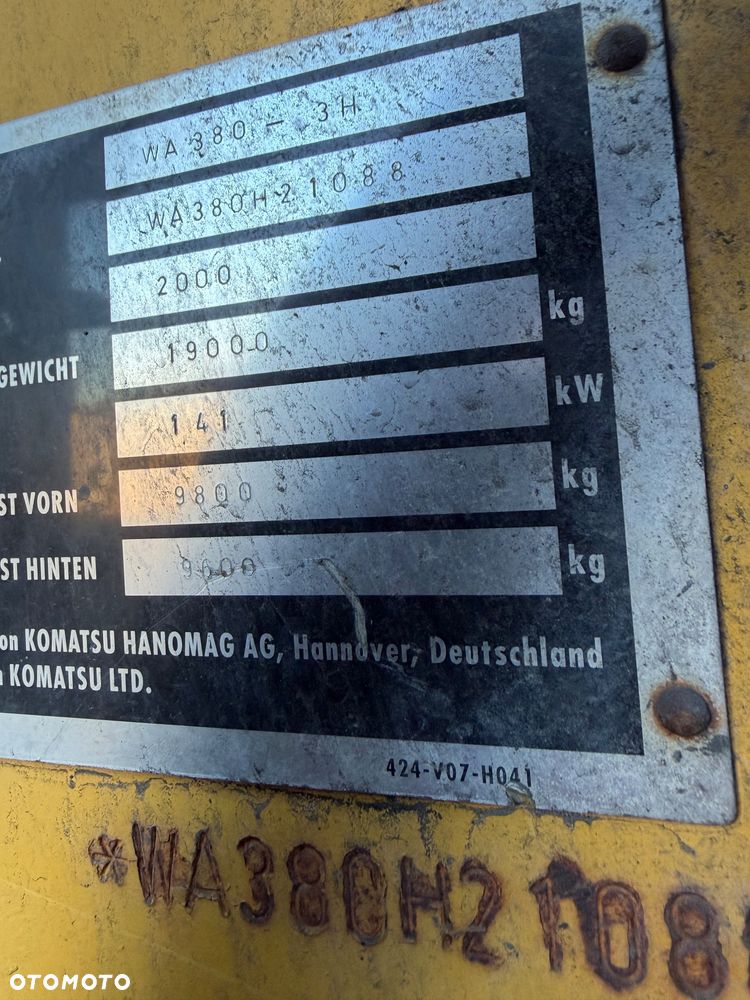 WA 380 - 3H
WA380H21088
2000
GEWICHT 19000 kg
141 kW
ST VORN 9800 kg
ST HINTEN 9600 kg
on KOMATSU HANOMAG AG, Hannover, Deutschland
KOMATSU LTD.
424-V07-H041
*WA380H2108
OTOMOTO